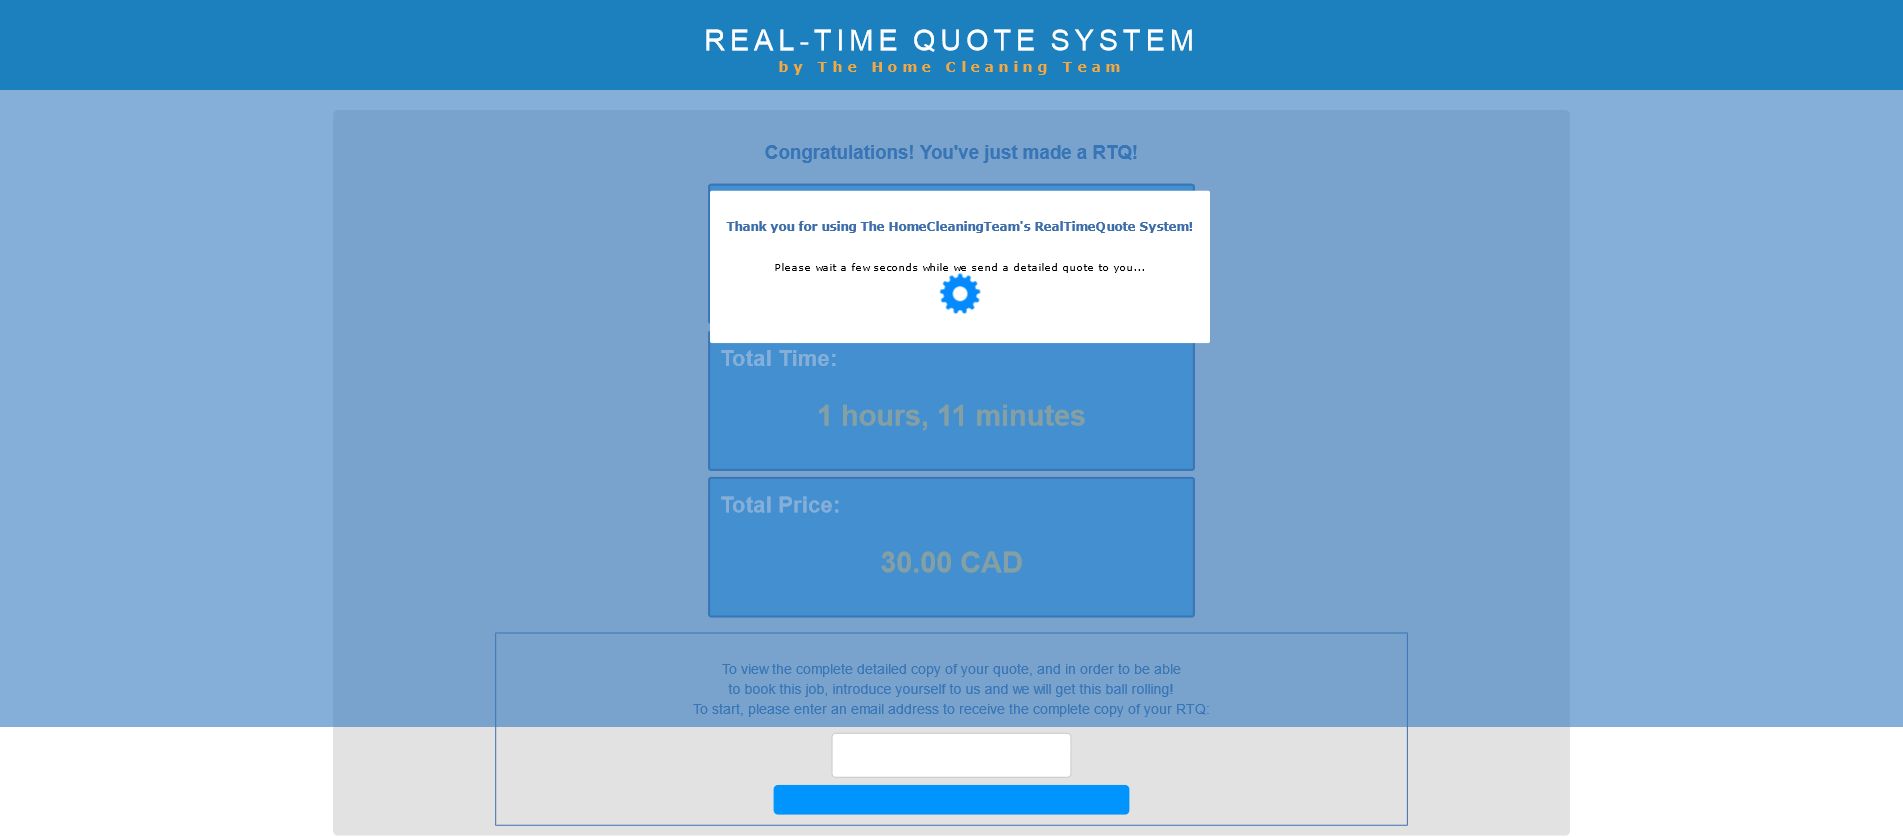 REAL-TIME QUOTE SYSTEM
by The Home Cleaning Team
Congratulations! You've just made a RTQ!
Thank you for using The HomeCleaningTeam's RealTimeQuote System!
Please wait a few seconds while we send a detailed quote to you...
Total Time:
1 hours, 11 minutes
Total Price:
30.00 CAD
To view the complete detailed copy of your quote, and in order to be able
to book this job, introduce yourself to us and we will get this ball rolling!
To start, please enter an email address to receive the complete copy of your RTQ: